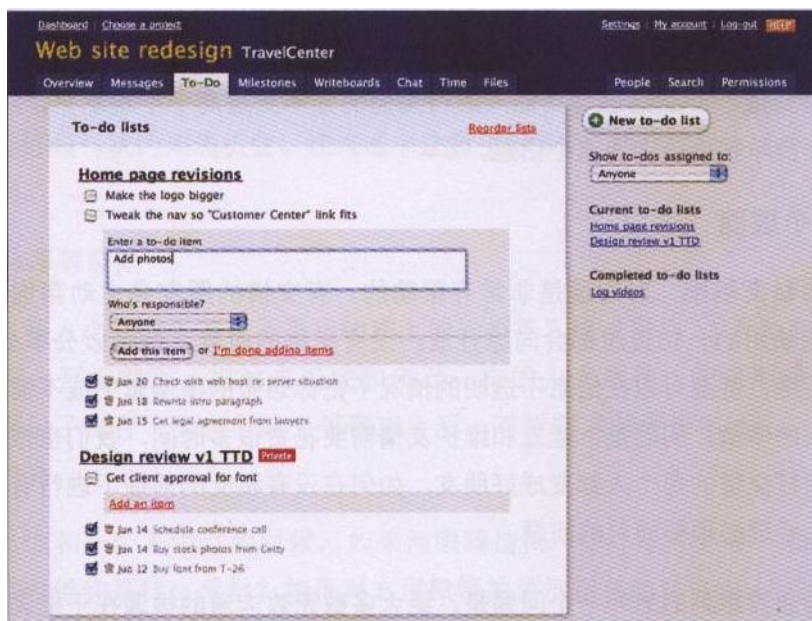 Dashboard | Choose a project
Settings | My account | Log-out HELP
Web site redesign TravelCenter
Overview Messages To-Do Milestones Writeboards Chat Time Files People Search Permissions
To-do lists
Reorder lists
New to-do list
Show to-dos assigned to:
Anyone
Home page revisions
Make the logo bigger
Tweak the nav so "Customer Center" link fits
Enter a to-do item
Add photos
Who's responsible?
Anyone
Add this item or I'm done adding items
Jun 20 Check with web host re server situation
Jun 18 Rewrite intro paragraph
Jun 15 Get legal agreement from lawyers
Design review v1 TTD Private
Get client approval for font
Add an item
Jun 14 Schedule conference call
Jun 14 Buy stock photos from Getty
Jun 12 Buy font from T-26
Current to-do lists
Home page revisions
Design review v1 TTD
Completed to-do lists
Log videos